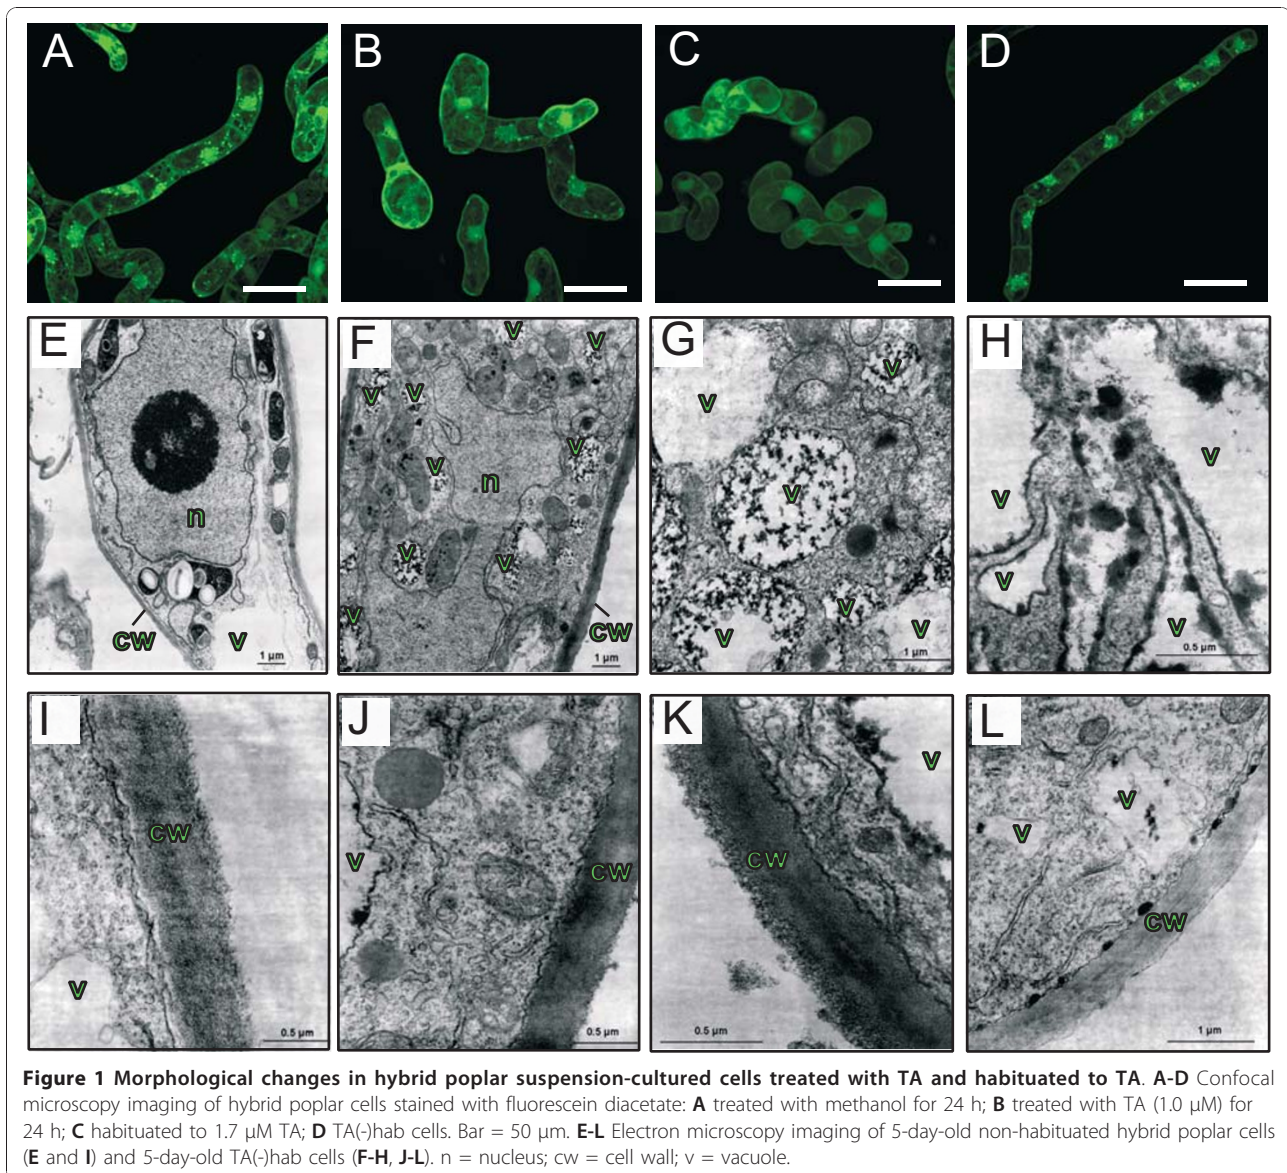 A
B
C
D
E
n
cw
v
1 µm
F
v
v
v
v
v
v
n
v
v
v
cw
1 µm
G
v
v
v
v
v
v
1 µm
H
v
v
v
v
0.5 µm
I
cw
v
0.5 µm
J
v
cw
0.5 µm
K
v
cw
0.5 µm
L
v
v
cw
1 µm
Figure 1 Morphological changes in hybrid poplar suspension-cultured cells treated with TA and habituated to TA. A-D Confocal
microscopy imaging of hybrid poplar cells stained with fluorescein diacetate: A treated with methanol for 24 h; B treated with TA (1.0 µM) for
24 h; C habituated to 1.7 µM TA; D TA(-)hab cells. Bar = 50 µm. E-L Electron microscopy imaging of 5-day-old non-habituated hybrid poplar cells
(E and I) and 5-day-old TA(-)hab cells (F-H, J-L). n = nucleus; cw = cell wall; v = vacuole.